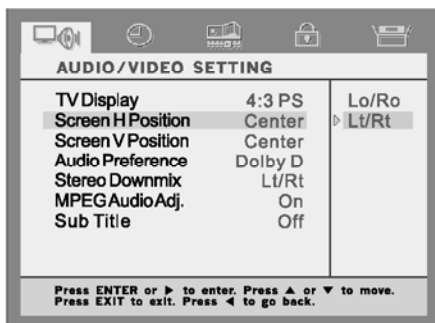 AUDIO/VIDEO SETTING
TV Display 4:3 PS Lo/Ro
Screen H Position Center ▷ Lt/Rt
Screen V Position Center
Audio Preference Dolby D
Stereo Downmix Lt/Rt
MPEG Audio Adj. On
Sub Title Off
Press ENTER or ▶ to enter. Press ▲ or ▼ to move.
Press EXIT to exit. Press ◀ to go back.